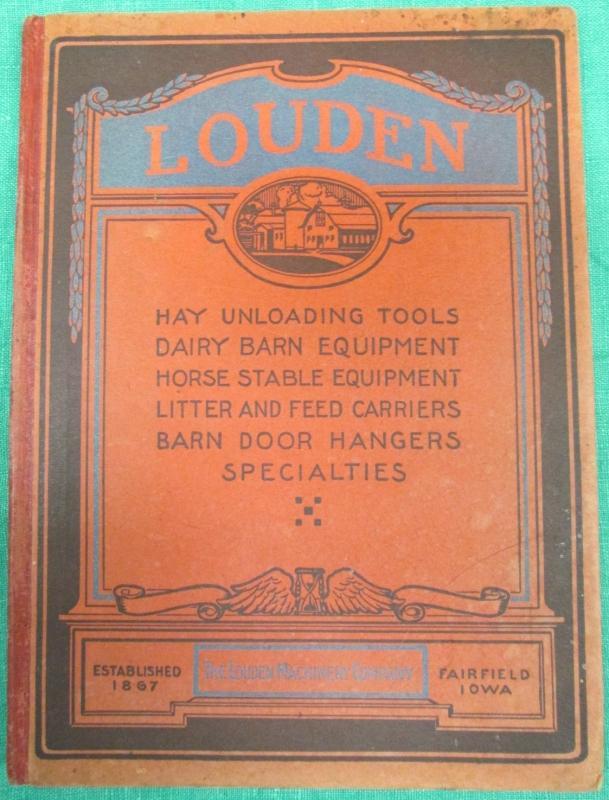 LOUDEN
HAY UNLOADING TOOLS
DAIRY BARN EQUIPMENT
HORSE STABLE EQUIPMENT
LITTER AND FEED CARRIERS
BARN DOOR HANGERS
SPECIALTIES
ESTABLISHED
1867
THE LOUDEN MACHINERY COMPANY
FAIRFIELD
IOWA